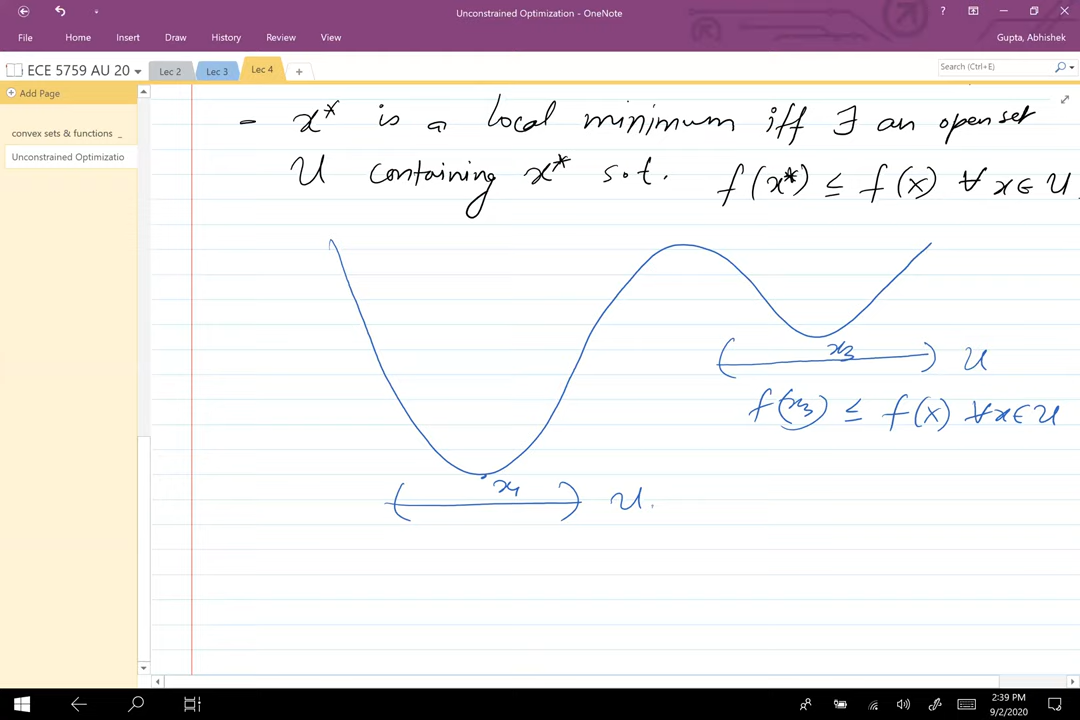 Unconstrained Optimization - OneNote
?
File Home Insert Draw History Review View
Gupta, Abhishek
ECE 5759 AU 20
Lec 2 Lec 3 Lec 4 +
Search (Ctrl+E)
Add Page
convex sets & functions _
Unconstrained Optimizatio
- x* is a local minimum iff ∃ an open set
U containing x* s.t. f(x*) ≤ f(x) ∀ x ∈ U.
x3
U
f(x3) ≤ f(x) ∀x∈U
x1
U.
2:39 PM
9/2/2020